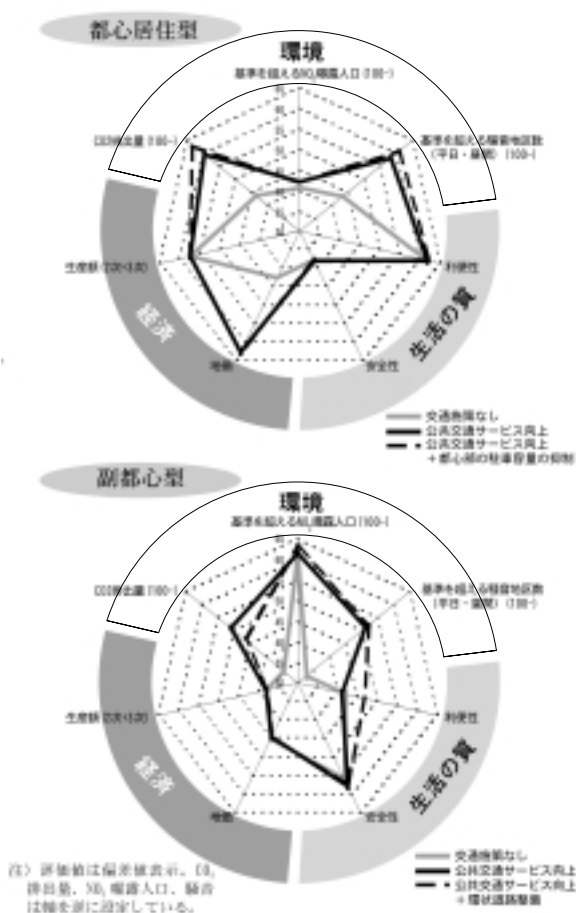 都心居住型
環境
基準を超えるNO₂曝露人口(100-)
CO2排出量(100-)
基準を超える騒音地区数
(平日・昼間)(100-)
生産額(2次+3次)
利便性
経済
生活の質
地価
安全性
交通施策なし
公共交通サービス向上
公共交通サービス向上
+都心部の駐車容量の抑制
副都心型
環境
基準を超えるNO₂曝露人口(100-)
CO2排出量(100-)
基準を超える騒音地区数
(平日・昼間)(100-)
生産額(2次+3次)
利便性
経済
生活の質
地価
安全性
交通施策なし
公共交通サービス向上
公共交通サービス向上
+環状道路整備
注)評価値は偏差値表示。CO₂
排出量、NO₂曝露人口、騒音
は軸を逆に設定している。